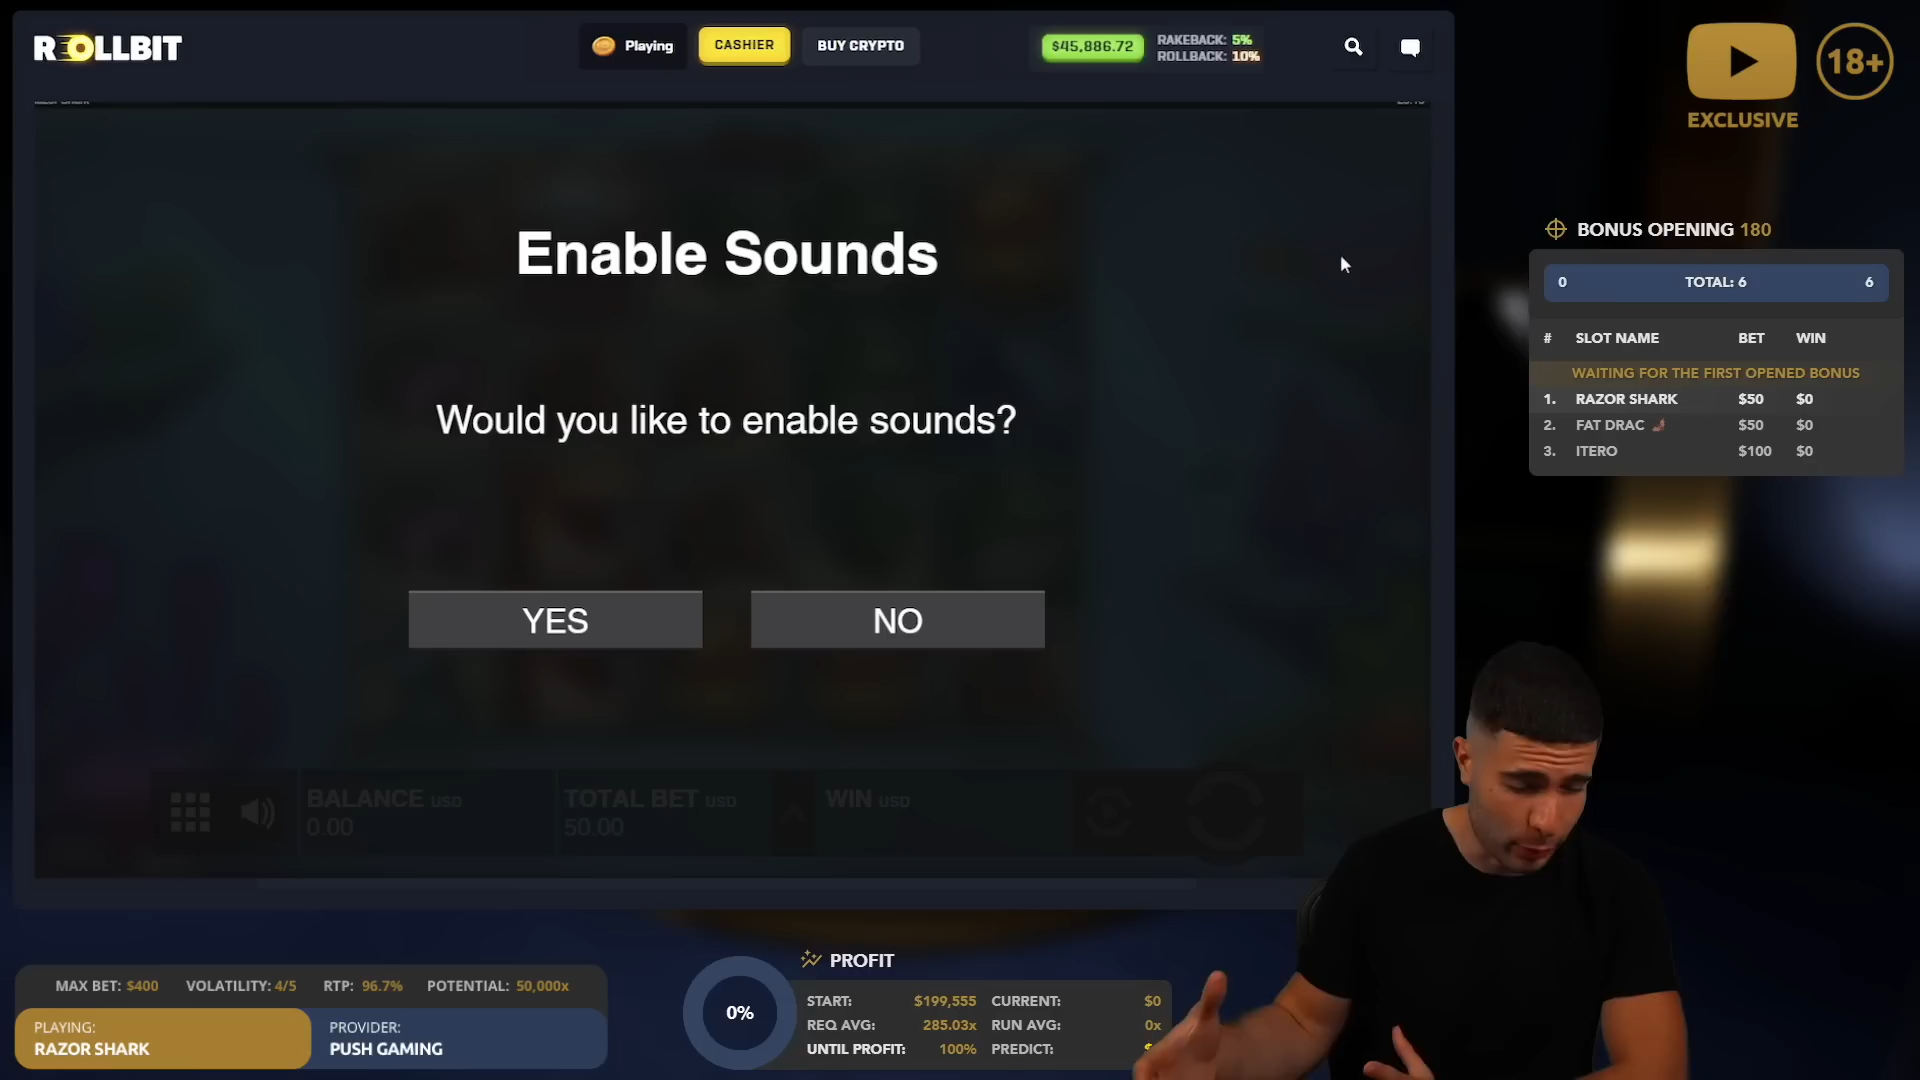 ROLLBIT
Playing
CASHIER
BUY CRYPTO
$45,886.72
RAKEBACK: 5%
ROLLBACK: 10%
EXCLUSIVE
18+
Enable Sounds
Would you like to enable sounds?
YES
NO
BALANCE USD
0.00
TOTAL BET USD
50.00
WIN USD
BONUS OPENING 180
0 TOTAL: 6 6
# SLOT NAME BET WIN
WAITING FOR THE FIRST OPENED BONUS
1. RAZOR SHARK $50 $0
2. FAT DRAC $50 $0
3. ITERO $100 $0
MAX BET: $400 VOLATILITY: 4/5 RTP: 96.7% POTENTIAL: 50,000x
PLAYING:
RAZOR SHARK
PROVIDER:
PUSH GAMING
0%
PROFIT
START: $199,555 CURRENT: $0
REQ AVG: 285.03x RUN AVG: 0x
UNTIL PROFIT: 100% PREDICT: